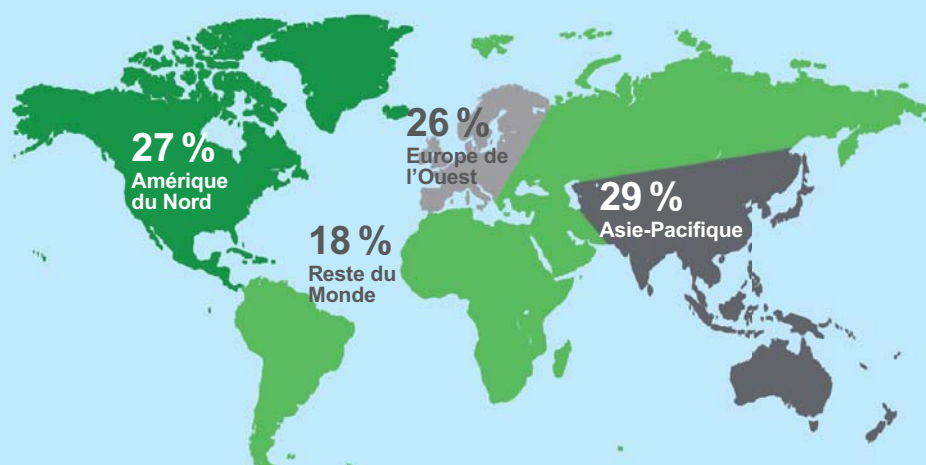 27 %
Amérique
du Nord
26 %
Europe de
l'Ouest
18 %
Reste du
Monde
29 %
Asie-Pacifique